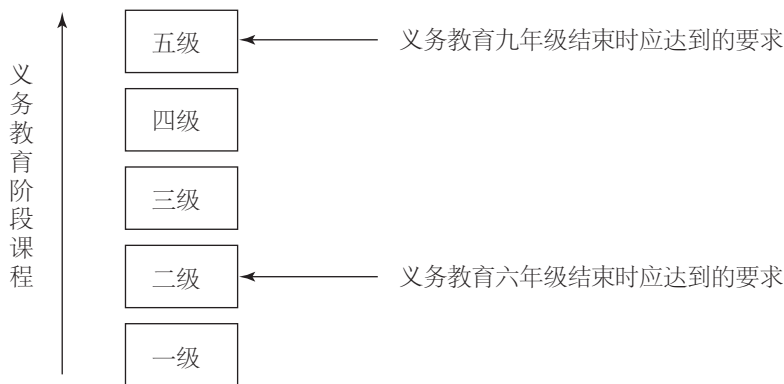 义务教育阶段课程
五级
义务教育九年级结束时应达到的要求
四级
三级
二级
义务教育六年级结束时应达到的要求
一级